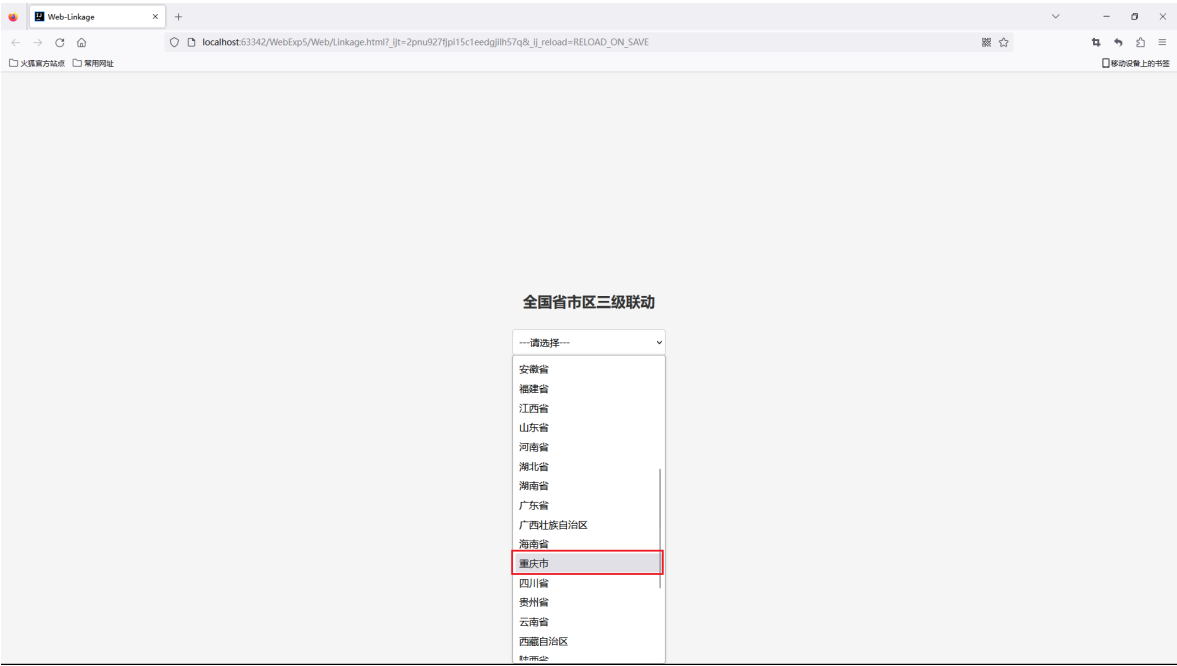 Web-Linkage
localhost:63342/WebExp5/Web/Linkage.html?_ijt=2pnu927fjpi15c1eedgjilh57q&_ij_reload=RELOAD_ON_SAVE
火狐官方站点 常用网址 移动设备上的书签
全国省市区三级联动
---请选择---
安徽省
福建省
江西省
山东省
河南省
湖北省
湖南省
广东省
广西壮族自治区
海南省
重庆市
四川省
贵州省
云南省
西藏自治区
陕西省